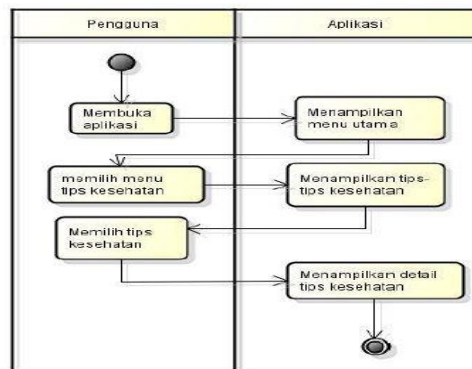 Pengguna
Aplikasi
Membuka
aplikasi
Menampilkan
menu utama
memilih menu
tips kesehatan
Menampilkan tips-
tips kesehatan
Memilih tips
kesehatan
Menampilkan detail
tips kesehatan